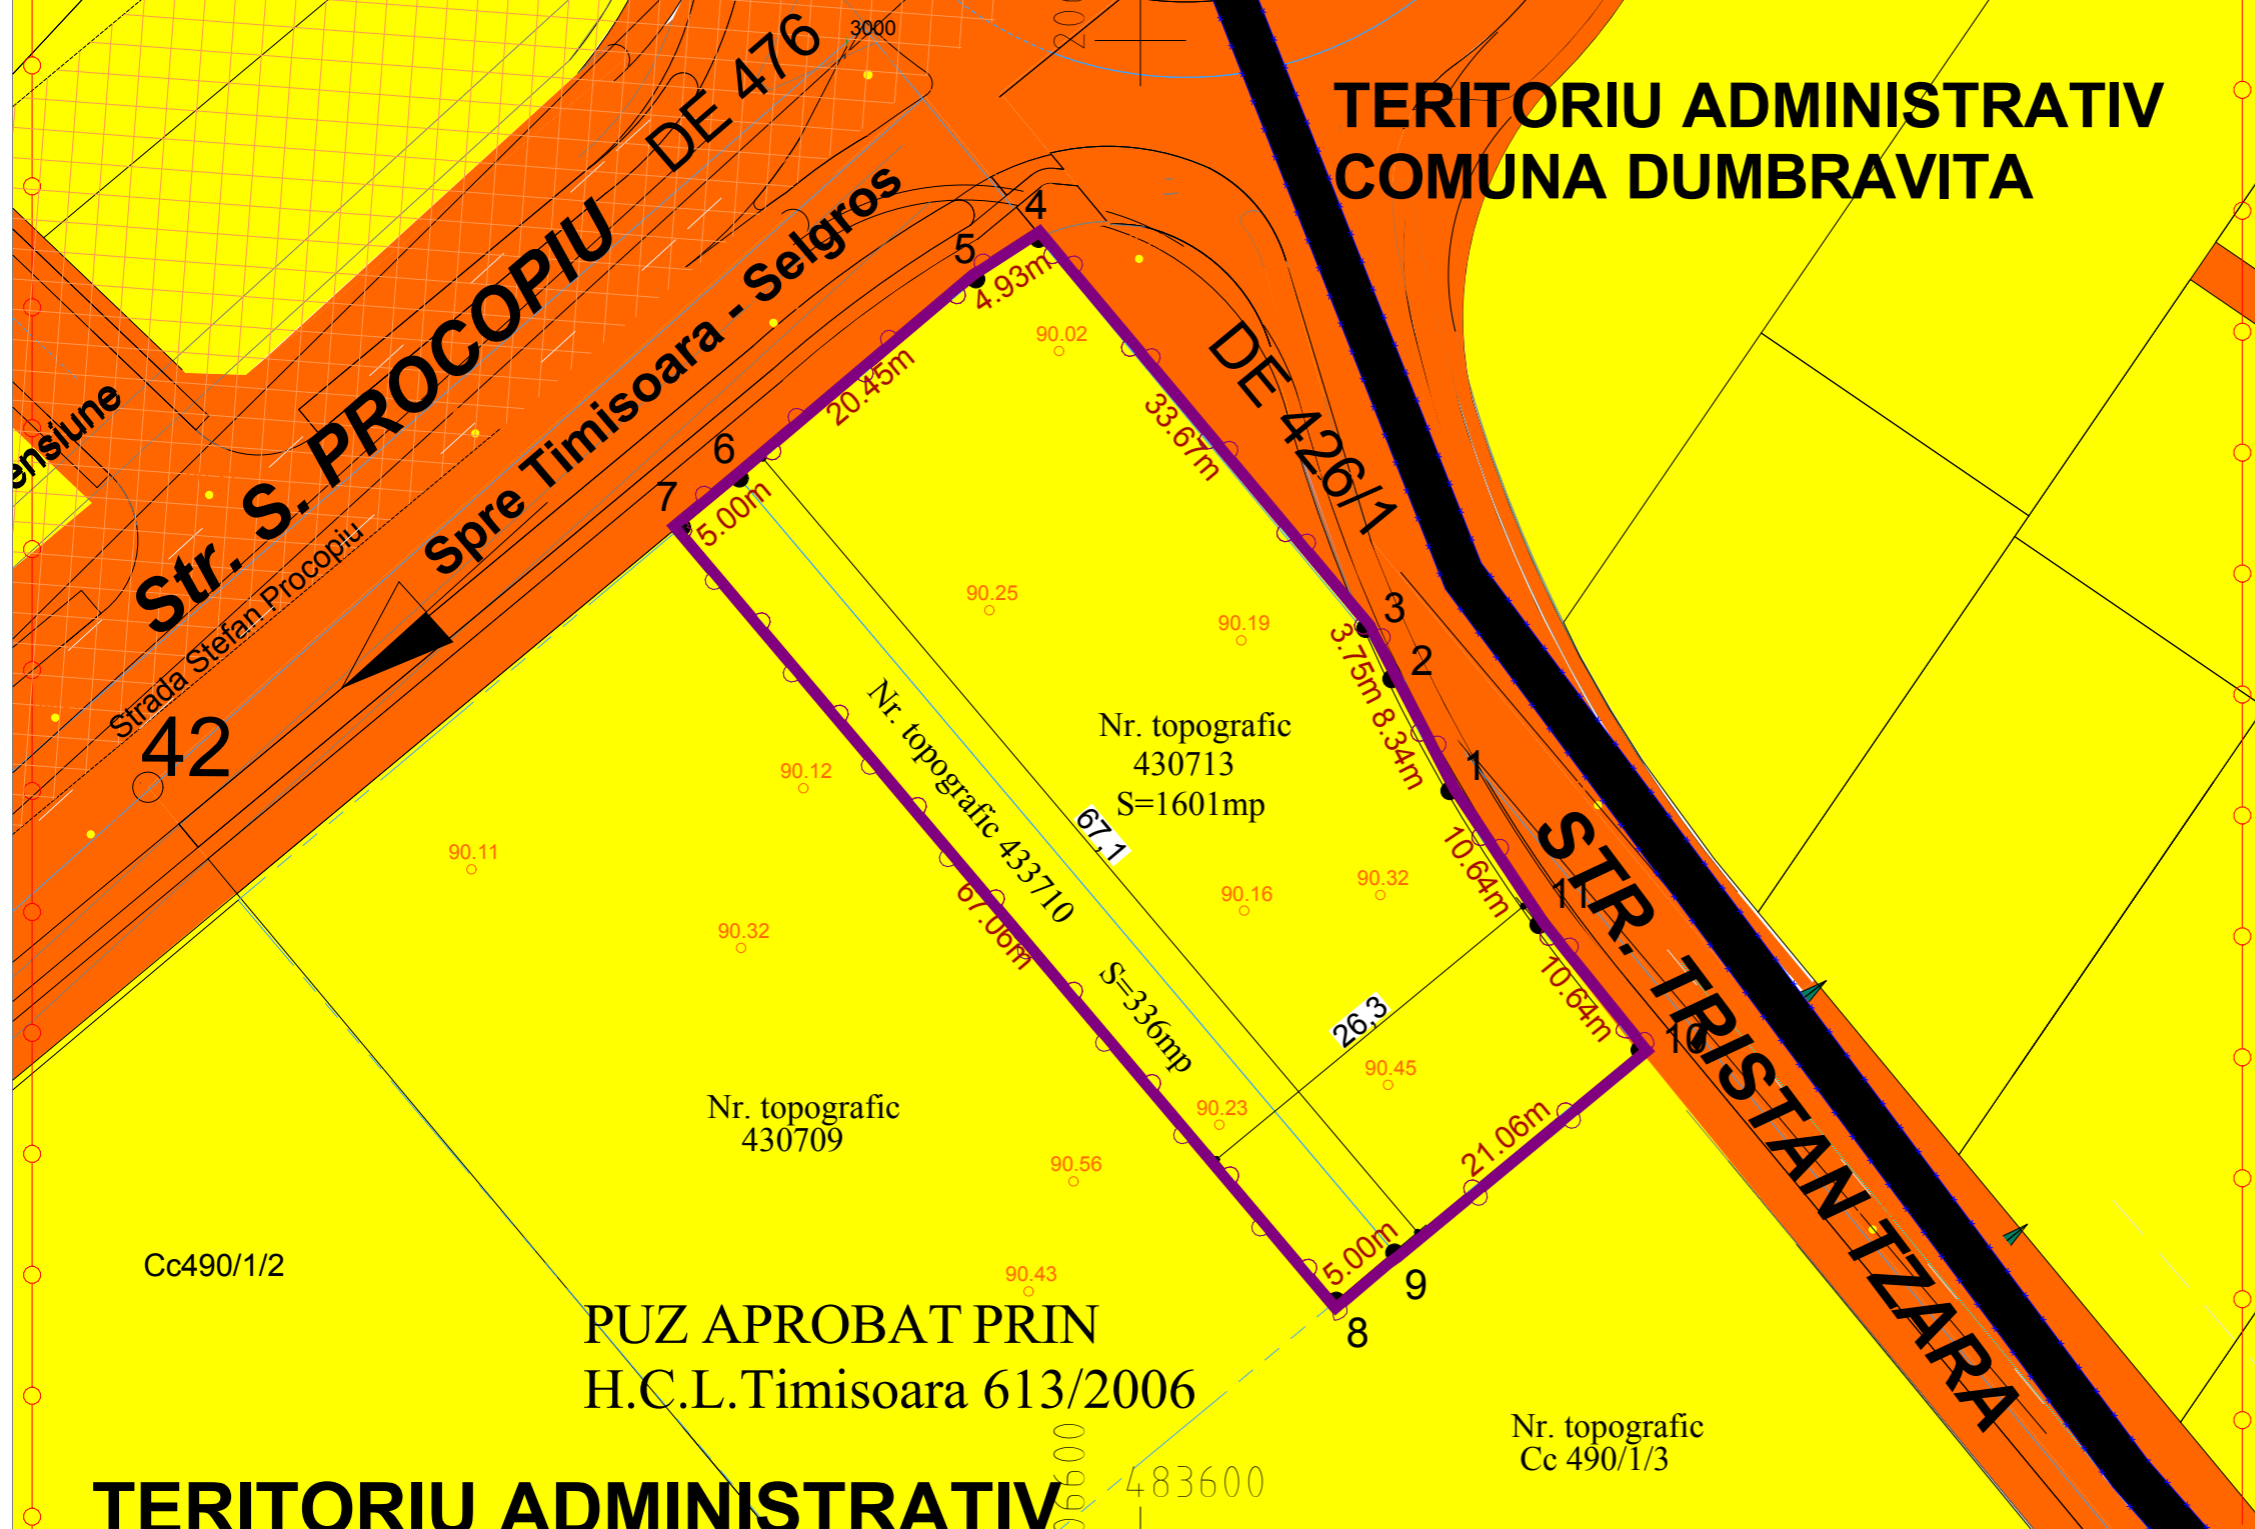 TERITORIU ADMINISTRATIV
COMUNA DUMBRAVITA
3000
DE 476
Str. S. PROCOPIU
Spre Timisoara - Selgros
Strada Stefan Procopiu
ensiune
42
4
5
4.93m
90.02
20.45m
33.67m
DE 426/1
6
7
5.00m
90.25
90.19
3
2
3.75m
8.34m
1
10.64m
11
10.64m
10
STR. TRISTAN TZARA
Nr. topografic
430713
S=1601mp
Nr. topografic 433710
S=336mp
67,1
67.06m
90.12
90.11
90.32
90.16
90.32
26,3
90.45
90.23
21.06m
5.00m
9
8
Nr. topografic
430709
90.56
90.43
Cc490/1/2
PUZ APROBAT PRIN
H.C.L.Timisoara 613/2006
Nr. topografic
Cc 490/1/3
483600
TERITORIU ADMINISTRATIV